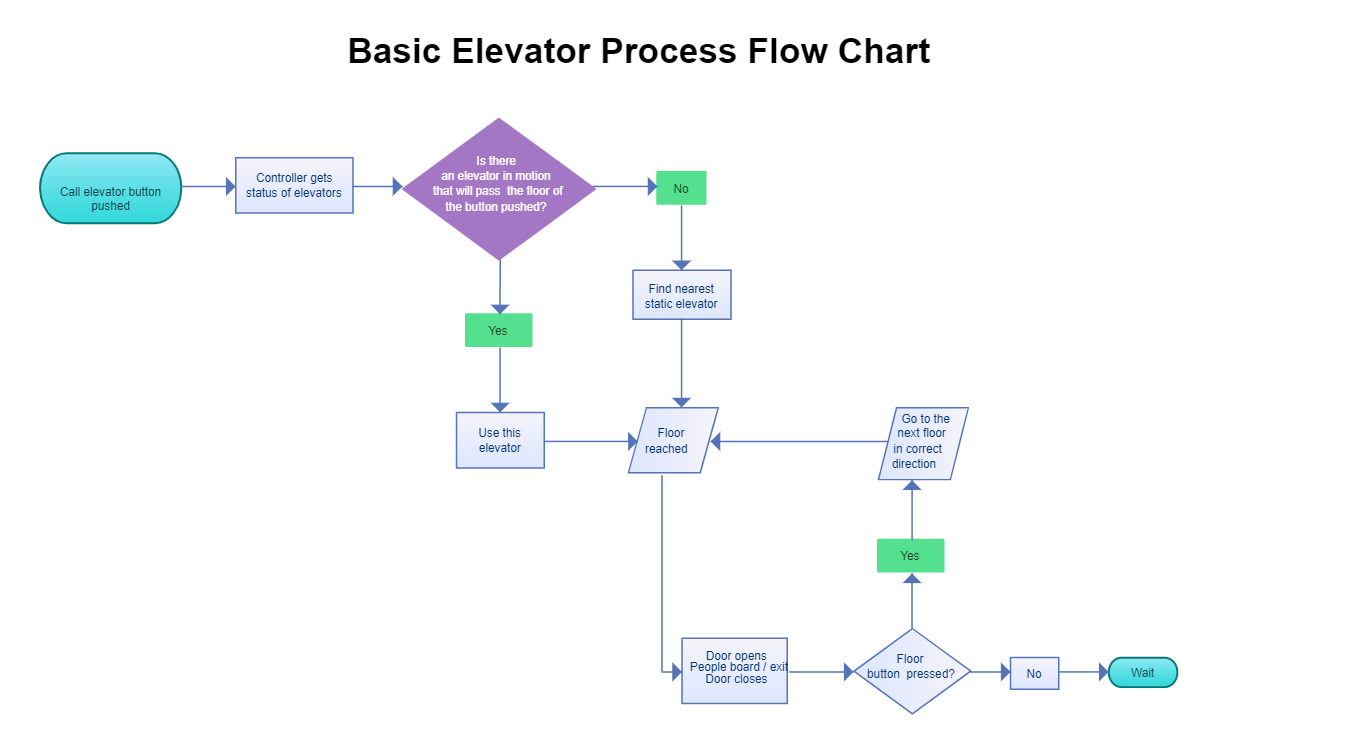 Basic Elevator Process Flow Chart
Call elevator button
pushed
Controller gets
status of elevators
Is there
an elevator in motion
that will pass the floor of
the button pushed?
No
Find nearest
static elevator
Yes
Use this
elevator
Floor
reached
Go to the
next floor
in correct
direction
Yes
Door opens
People board / exit
Door closes
Floor
button pressed?
No
Wait